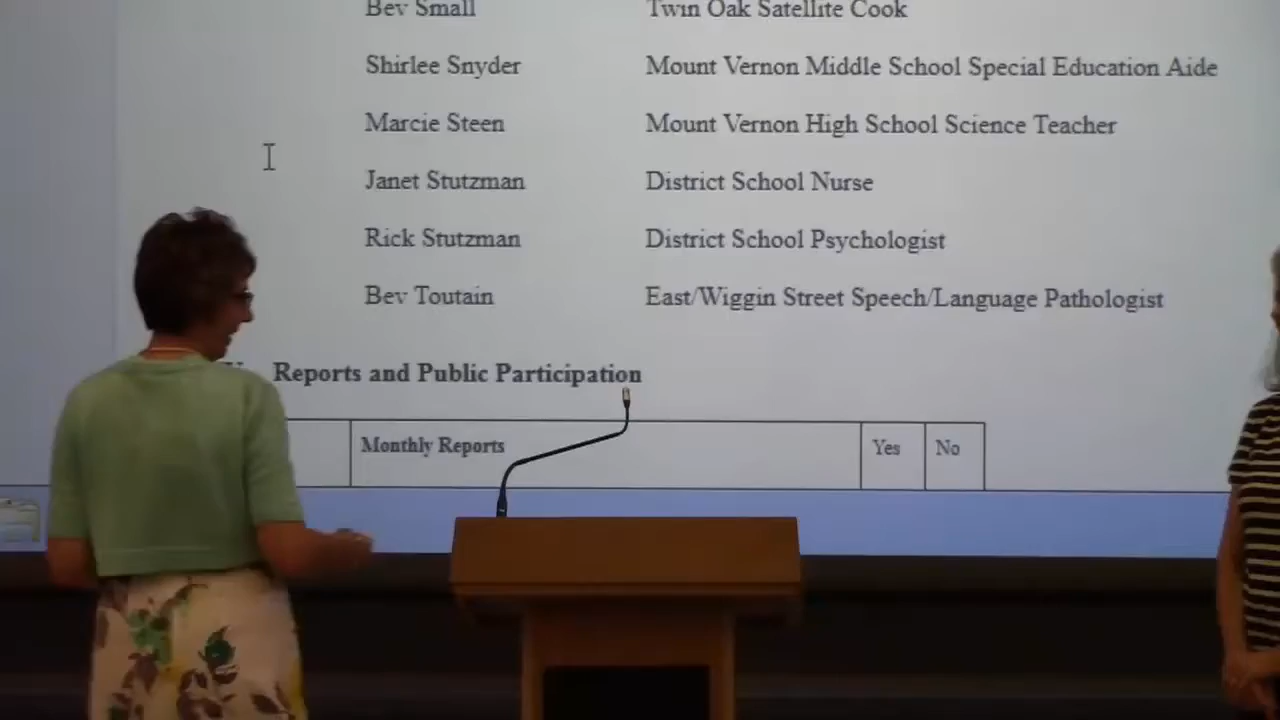 Bev Small Twin Oak Satellite Cook
Shirlee Snyder Mount Vernon Middle School Special Education Aide
Marcie Steen Mount Vernon High School Science Teacher
Janet Stutzman District School Nurse
Rick Stutzman District School Psychologist
Bev Toutain East/Wiggin Street Speech/Language Pathologist
Reports and Public Participation
Monthly Reports Yes No